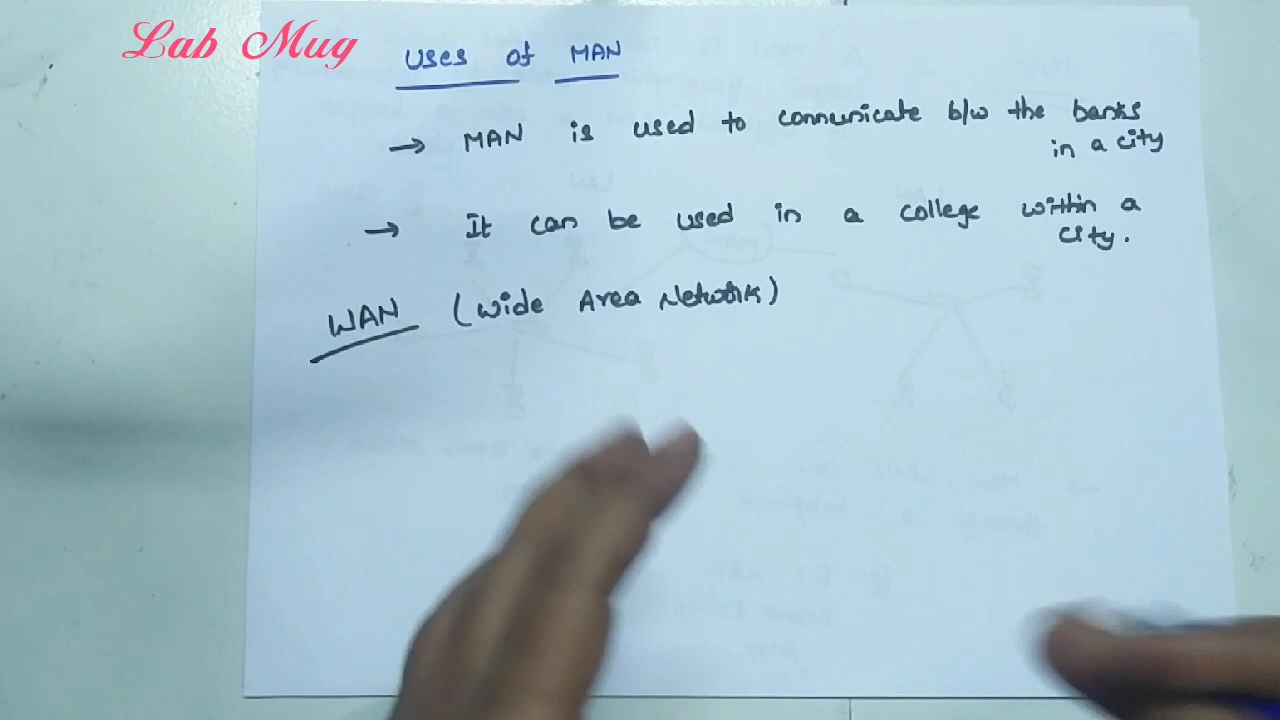 Lab Mug
Uses of MAN
→ MAN is used to communicate b/w the banks
in a city
→ It can be used in a college within a
city.
WAN (Wide Area Network)